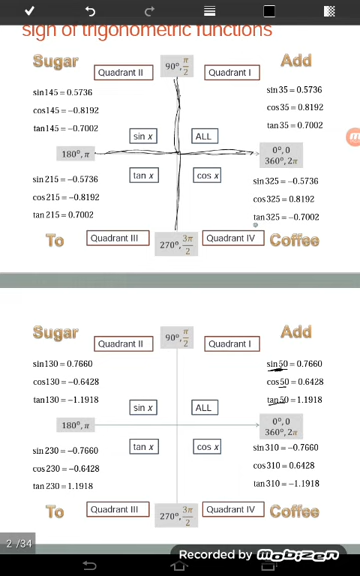 sign of trigonometric functions
Sugar
Add
90°, π/2
Quadrant II
Quadrant I
sin145 = 0.5736
cos145 = −0.8192
tan145 = −0.7002
sin35 = 0.5736
cos35 = 0.8192
tan35 = 0.7002
sin x
ALL
180°, π
0°, 0
360°, 2π
tan x
cos x
sin215 = −0.5736
cos215 = −0.8192
tan 215 = 0.7002
sin325 = −0.5736
cos325 = 0.8192
tan325 = −0.7002
To
Quadrant III
270°, 3π/2
Quadrant IV
Coffee
Sugar
Add
90°, π/2
Quadrant II
Quadrant I
sin130 = 0.7660
cos130 = −0.6428
tan130 = −1.1918
sin50 = 0.7660
cos50 = 0.6428
tan50 = 1.1918
sin x
ALL
180°, π
0°, 0
360°, 2π
tan x
cos x
sin230 = −0.7660
cos230 = −0.6428
tan 230 = 1.1918
sin310 = −0.7660
cos310 = 0.6428
tan310 = −1.1918
To
Quadrant III
270°, 3π/2
Quadrant IV
Coffee
2 / 34
Recorded by Mobizen